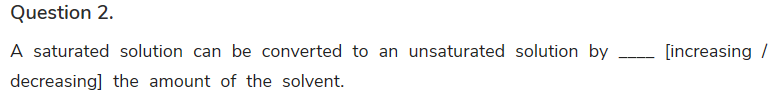 Question 2.
A saturated solution can be converted to an unsaturated solution by ____ [increasing /
decreasing] the amount of the solvent.